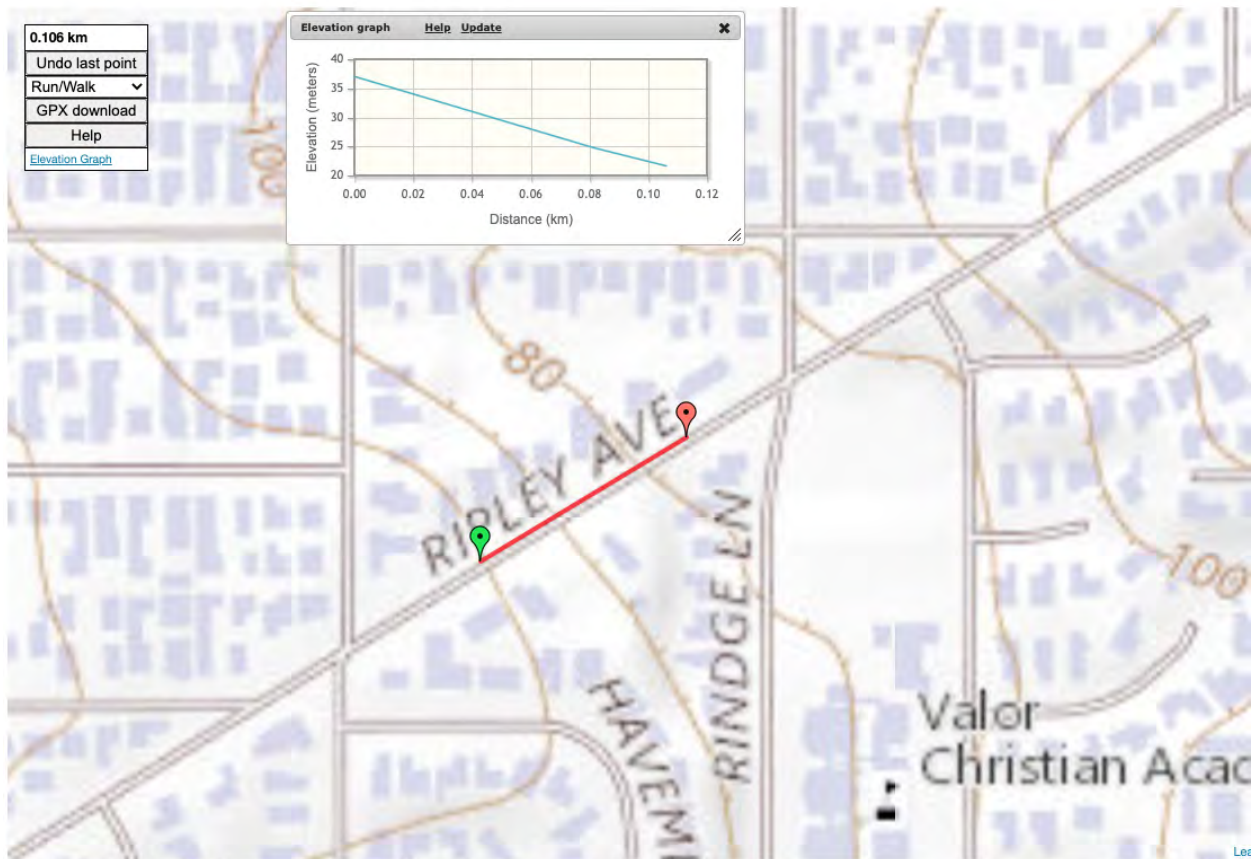 0.106 km
Undo last point
Run/Walk
GPX download
Help
Elevation Graph
Elevation graph Help Update
Elevation (meters)
40
35
30
25
20
0.00 0.02 0.04 0.06 0.08 0.10 0.12
Distance (km)
100
80
RIPLEY AVE
RINDGE LN
100
HAVEM
Valor
Christian Acac
Lea